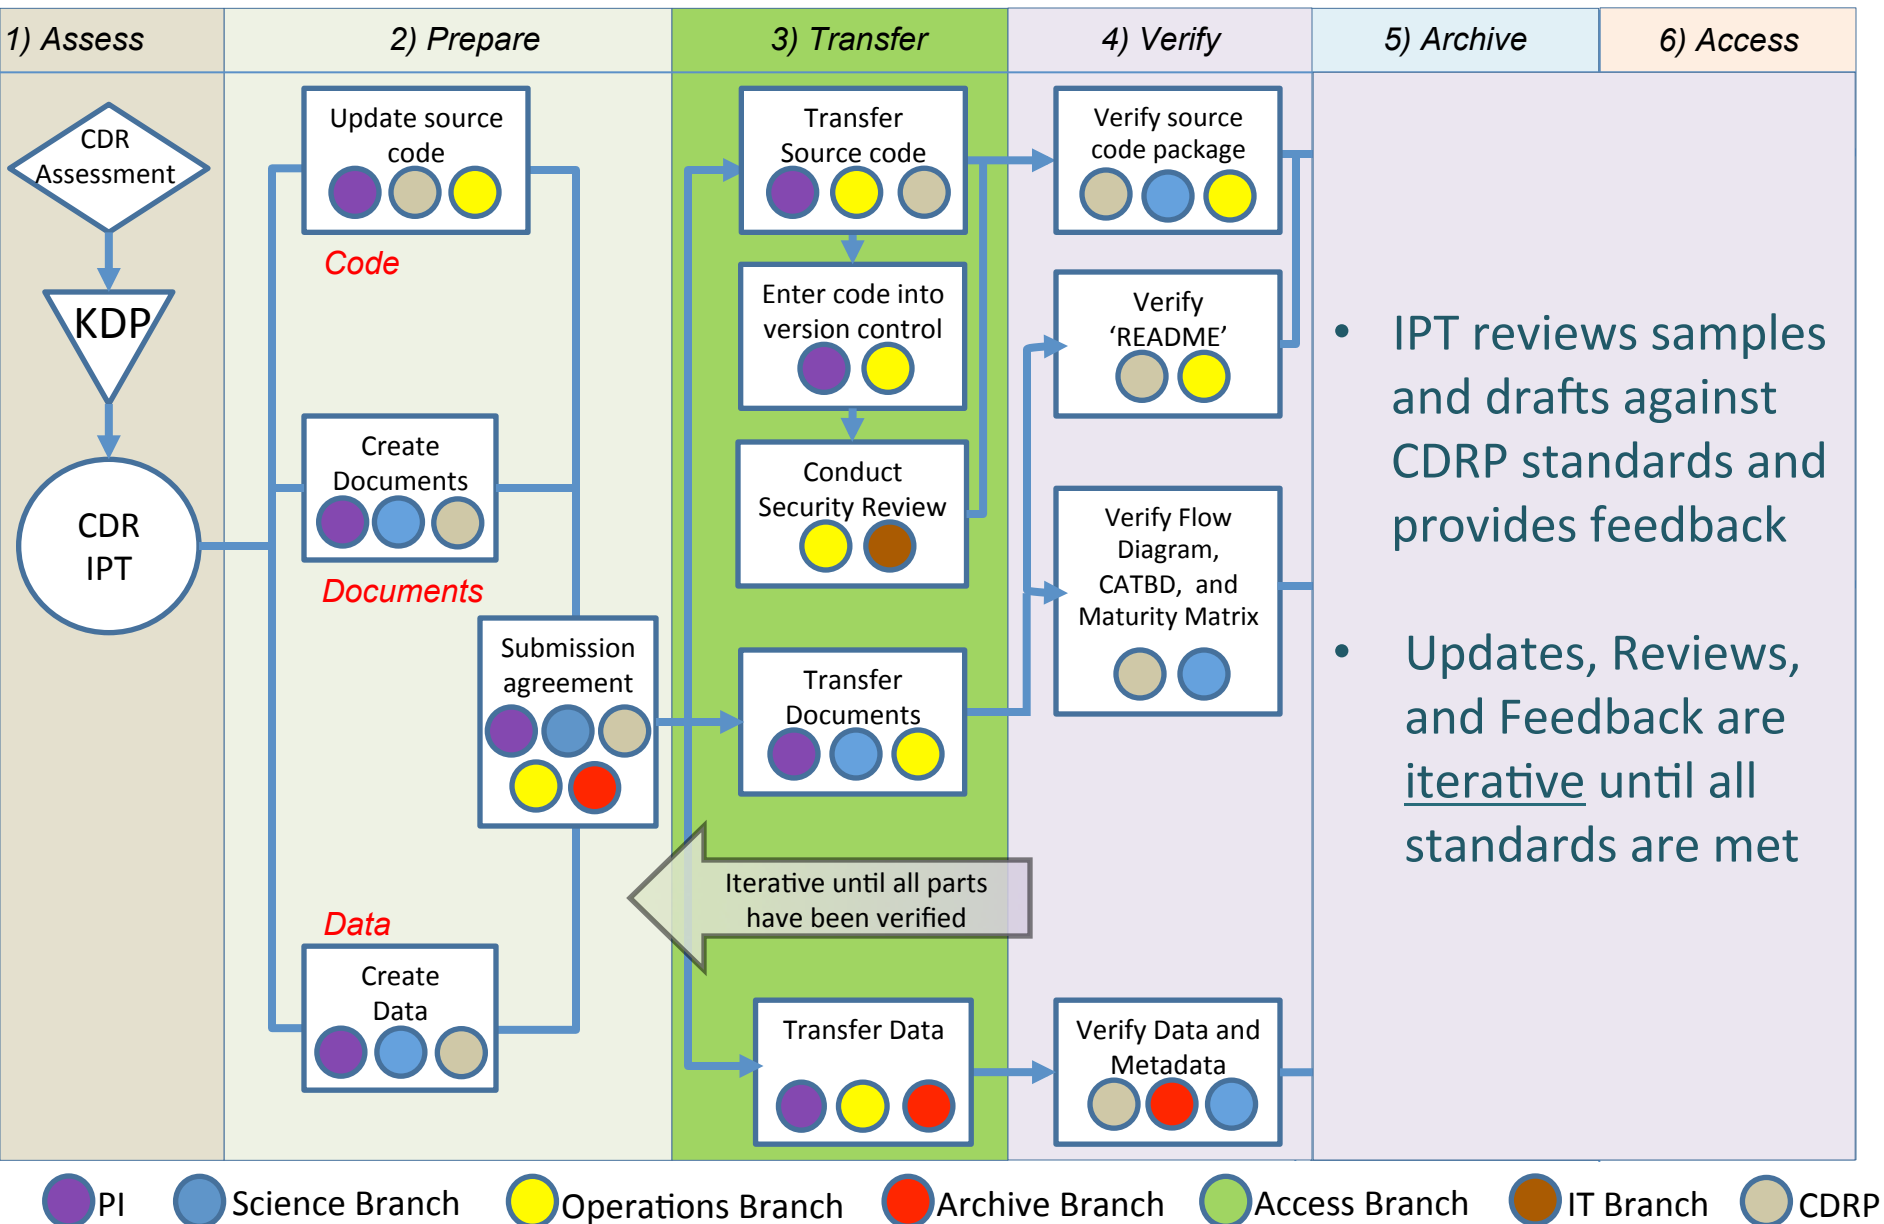 1) Assess
2) Prepare
3) Transfer
4) Verify
5) Archive
6) Access
CDR
Assessment
KDP
CDR
IPT
Update source
code
Code
Create
Documents
Documents
Submission
agreement
Data
Create
Data
Transfer
Source code
Enter code into
version control
Conduct
Security Review
Transfer
Documents
Iterative until all parts
have been verified
Transfer Data
Verify source
code package
Verify
‘README’
Verify Flow
Diagram,
CATBD, and
Maturity Matrix
Verify Data and
Metadata
• IPT reviews samples
and drafts against
CDRP standards and
provides feedback
• Updates, Reviews,
and Feedback are
iterative until all
standards are met
PI
Science Branch
Operations Branch
Archive Branch
Access Branch
IT Branch
CDRP